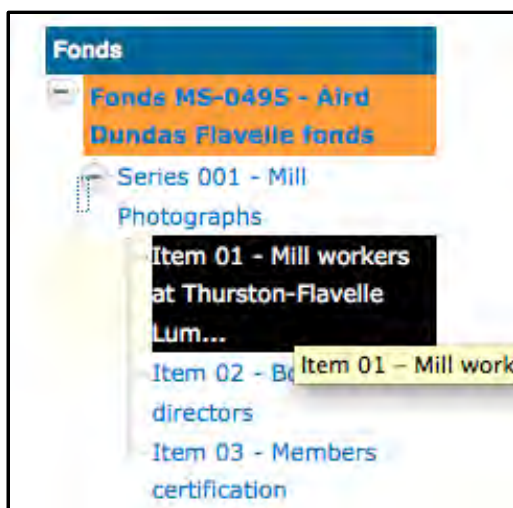 Fonds
Fonds MS-0495 - Aird
Dundas Flavelle fonds
Series 001 - Mill
Photographs
Item 01 - Mill workers
at Thurston-Flavelle
Lum...
Item 01 - Mill work
Item 02 -
directors
Item 03 - Members
certification